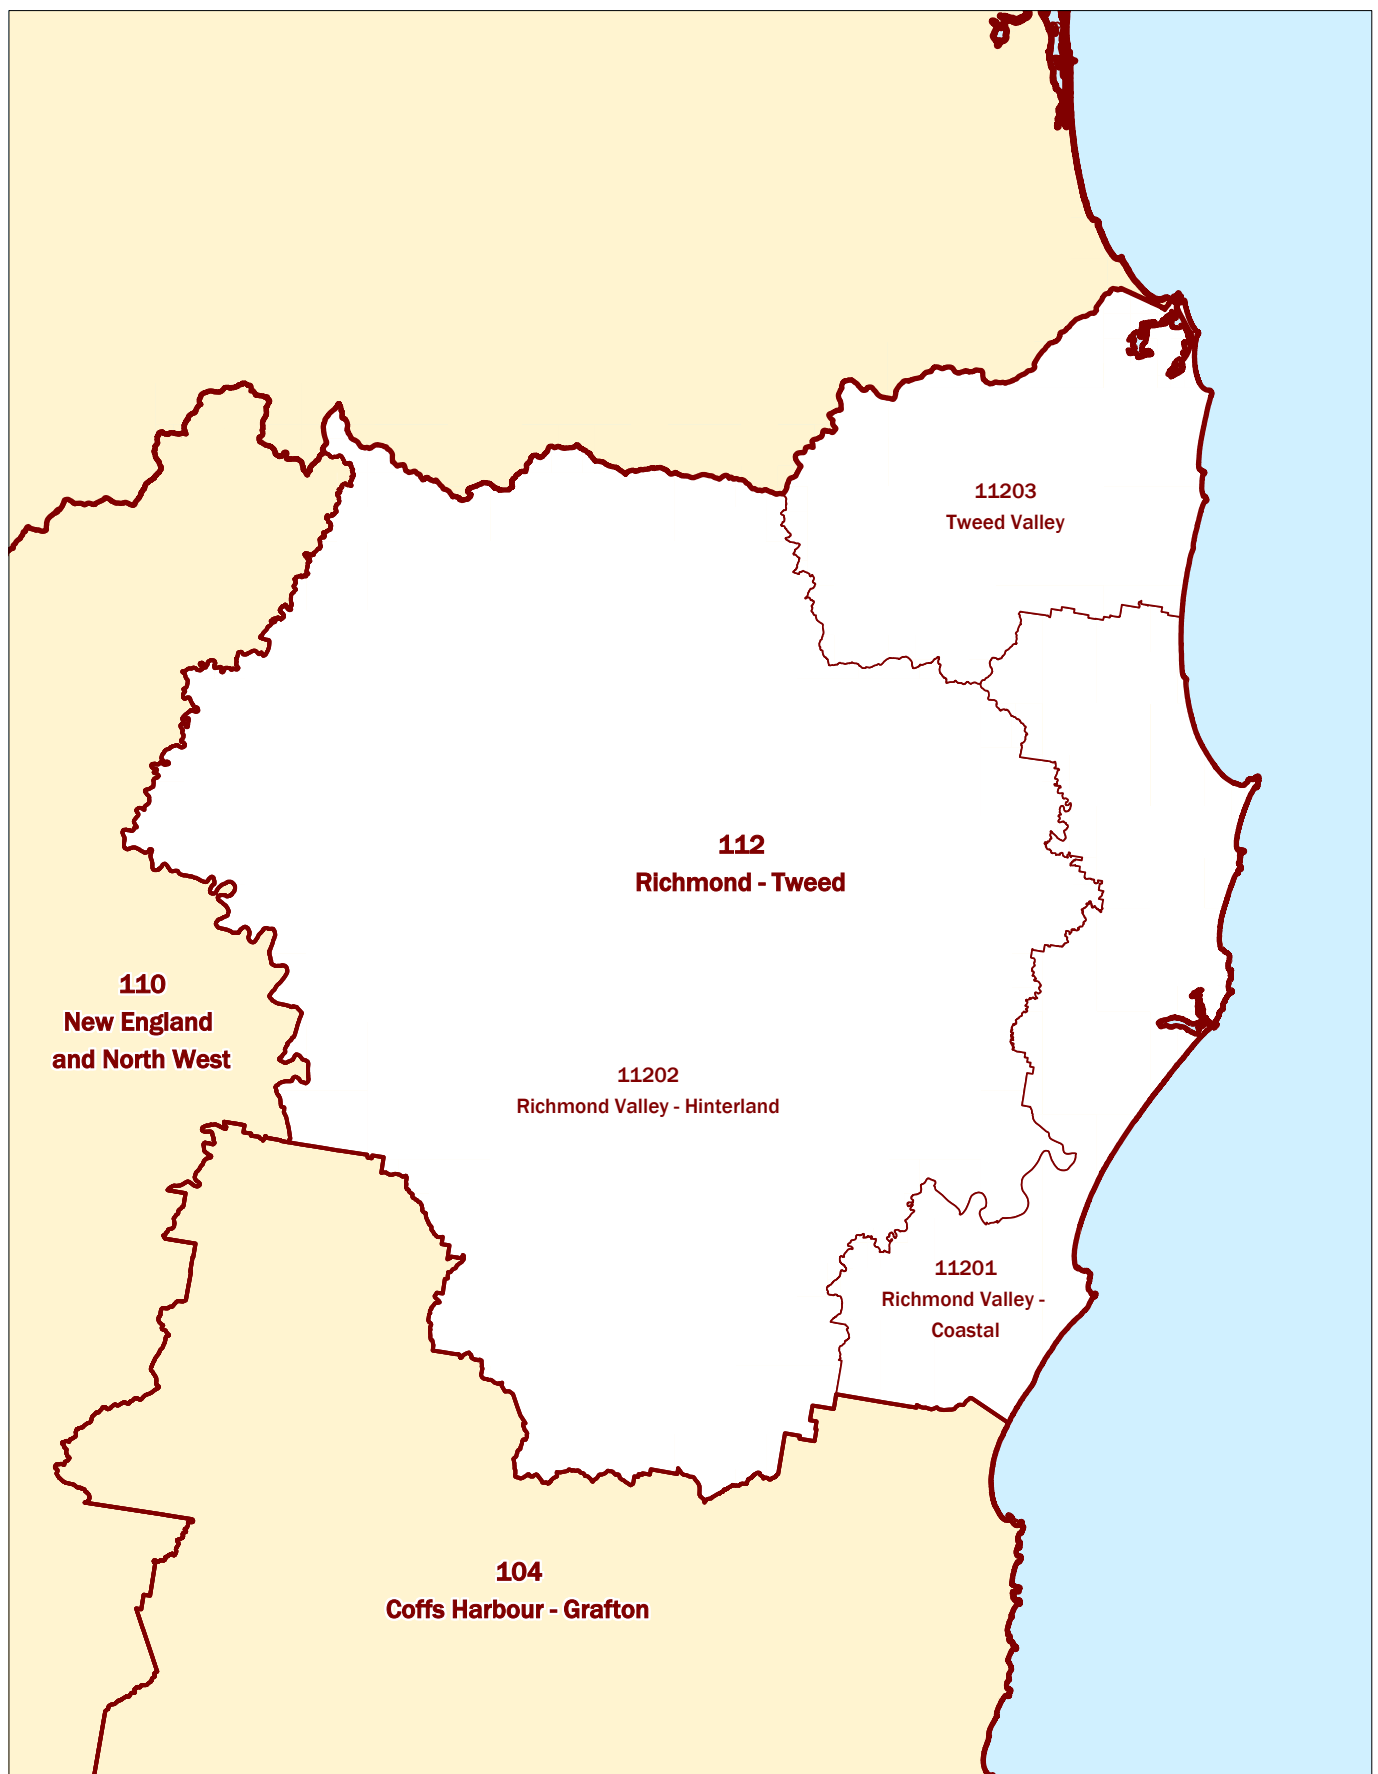 11203
Tweed Valley
112
Richmond - Tweed
110
New England
and North West
11202
Richmond Valley - Hinterland
11201
Richmond Valley -
Coastal
104
Coffs Harbour - Grafton